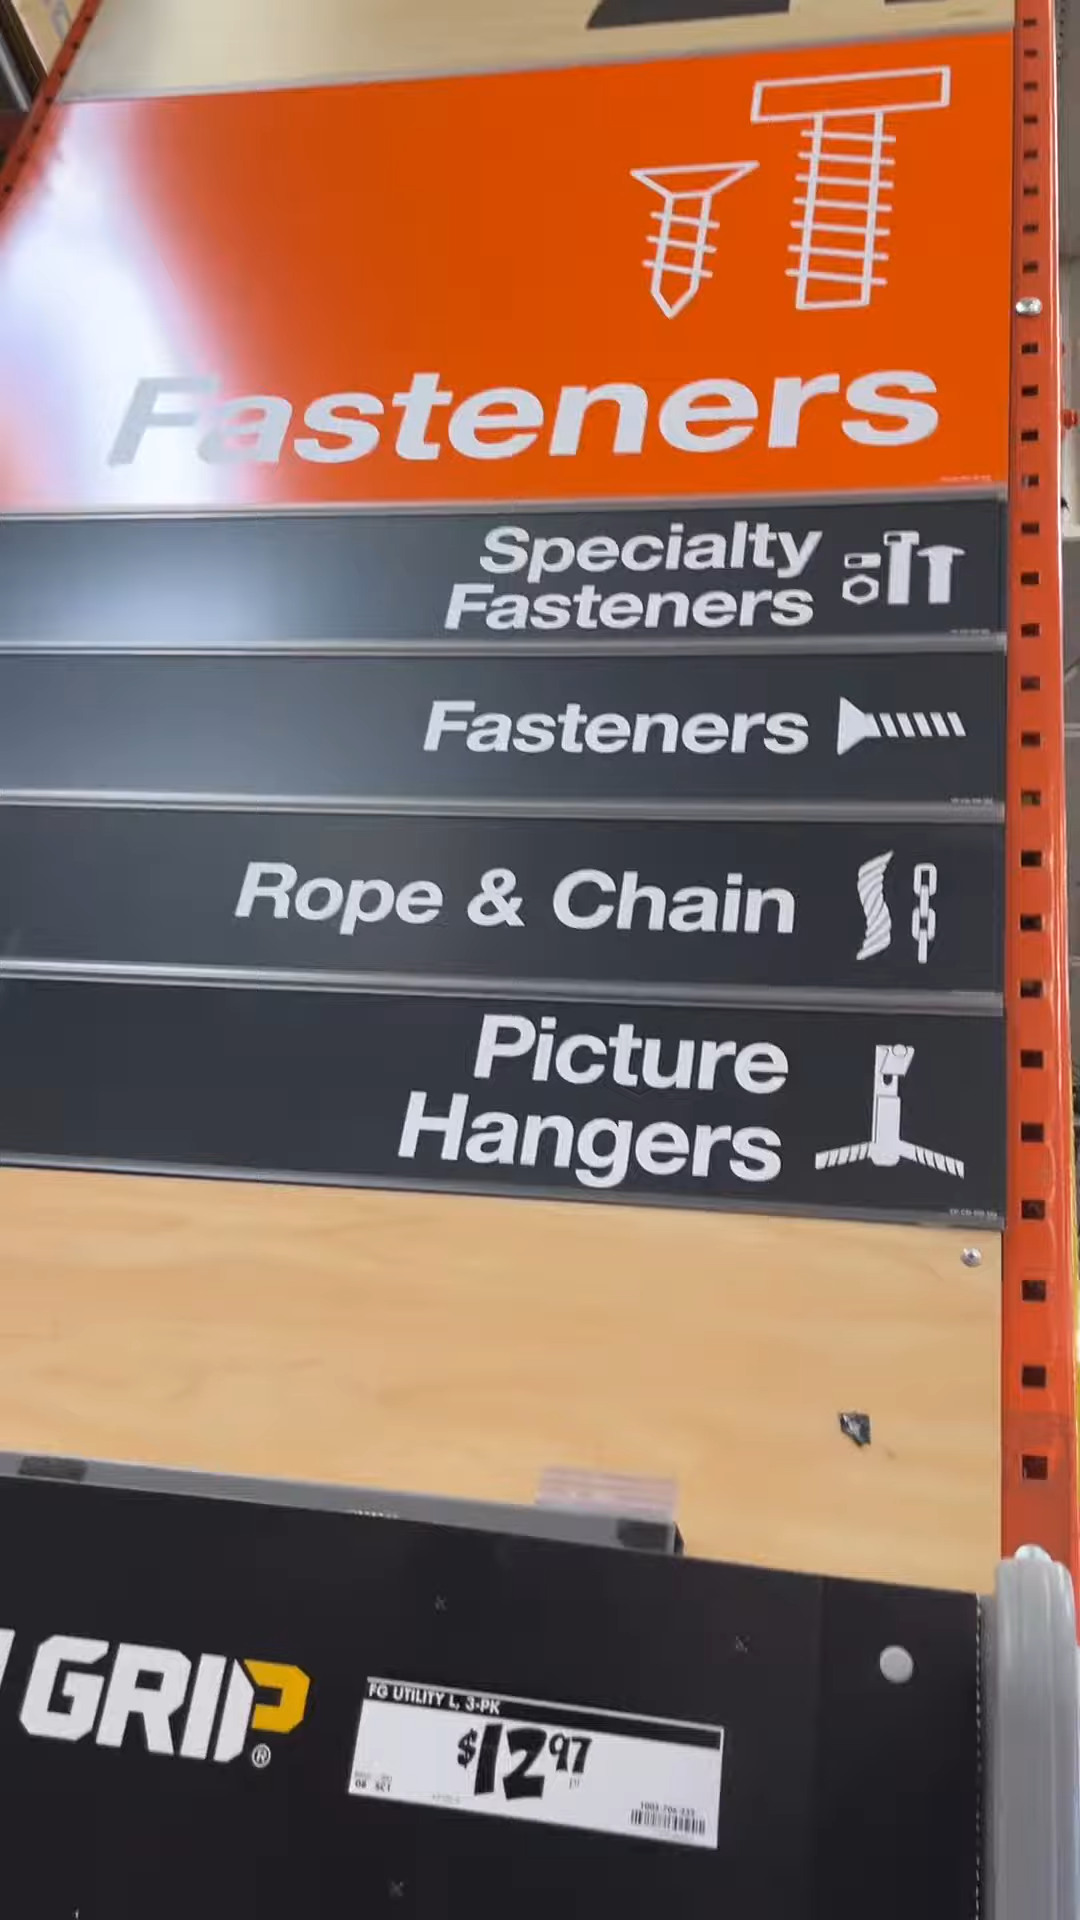 Fasteners
Specialty
Fasteners
Fasteners
Rope & Chain
Picture
Hangers
GRIP®
FG UTILITY L, 3-PK
$12.97